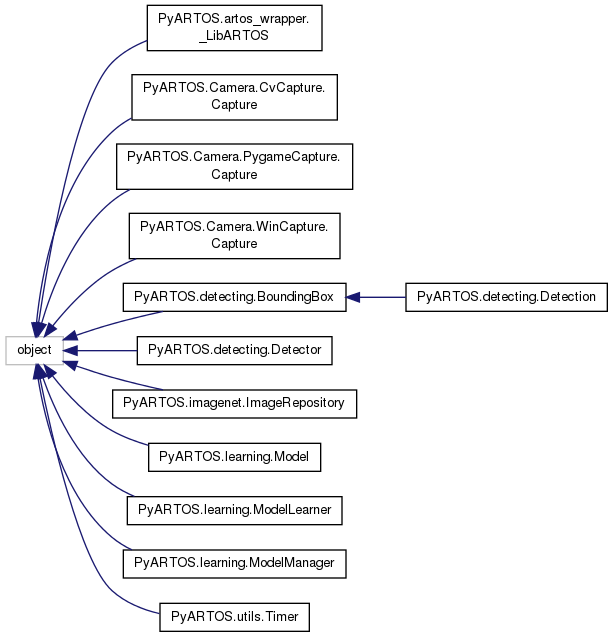 PyARTOS.artos_wrapper.
_LibARTOS
PyARTOS.Camera.CvCapture.
Capture
PyARTOS.Camera.PygameCapture.
Capture
PyARTOS.Camera.WinCapture.
Capture
PyARTOS.detecting.BoundingBox
PyARTOS.detecting.Detection
object
PyARTOS.detecting.Detector
PyARTOS.imagenet.ImageRepository
PyARTOS.learning.Model
PyARTOS.learning.ModelLearner
PyARTOS.learning.ModelManager
PyARTOS.utils.Timer